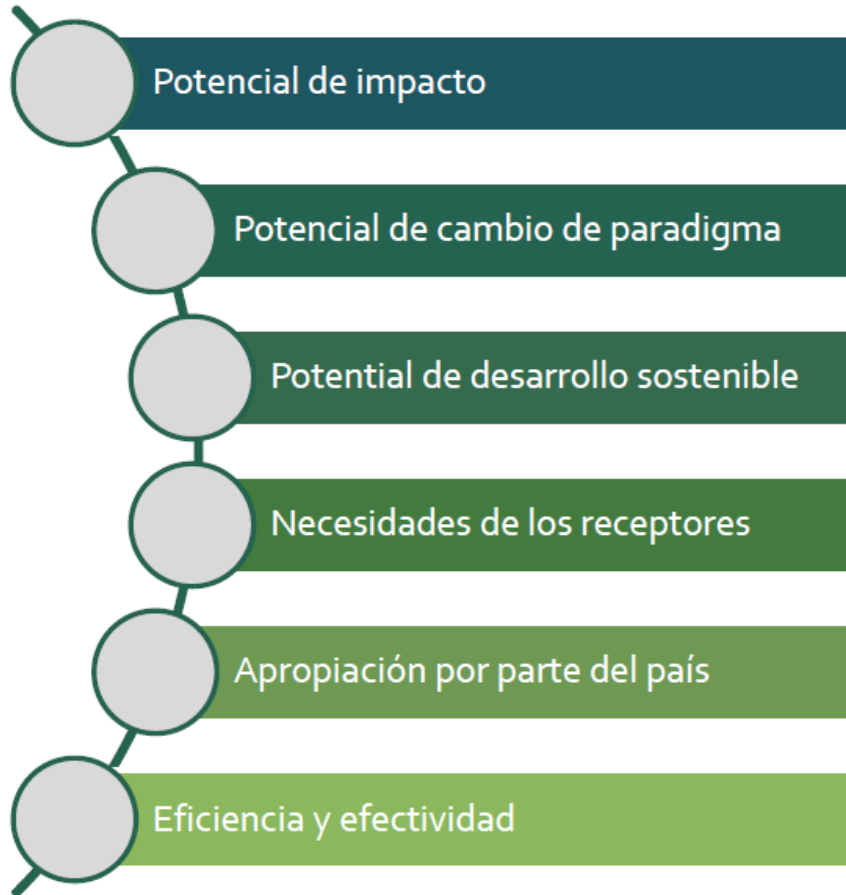 Potencial de impacto
Potencial de cambio de paradigma
Potential de desarrollo sostenible
Necesidades de los receptores
Apropiación por parte del país
Eficiencia y efectividad